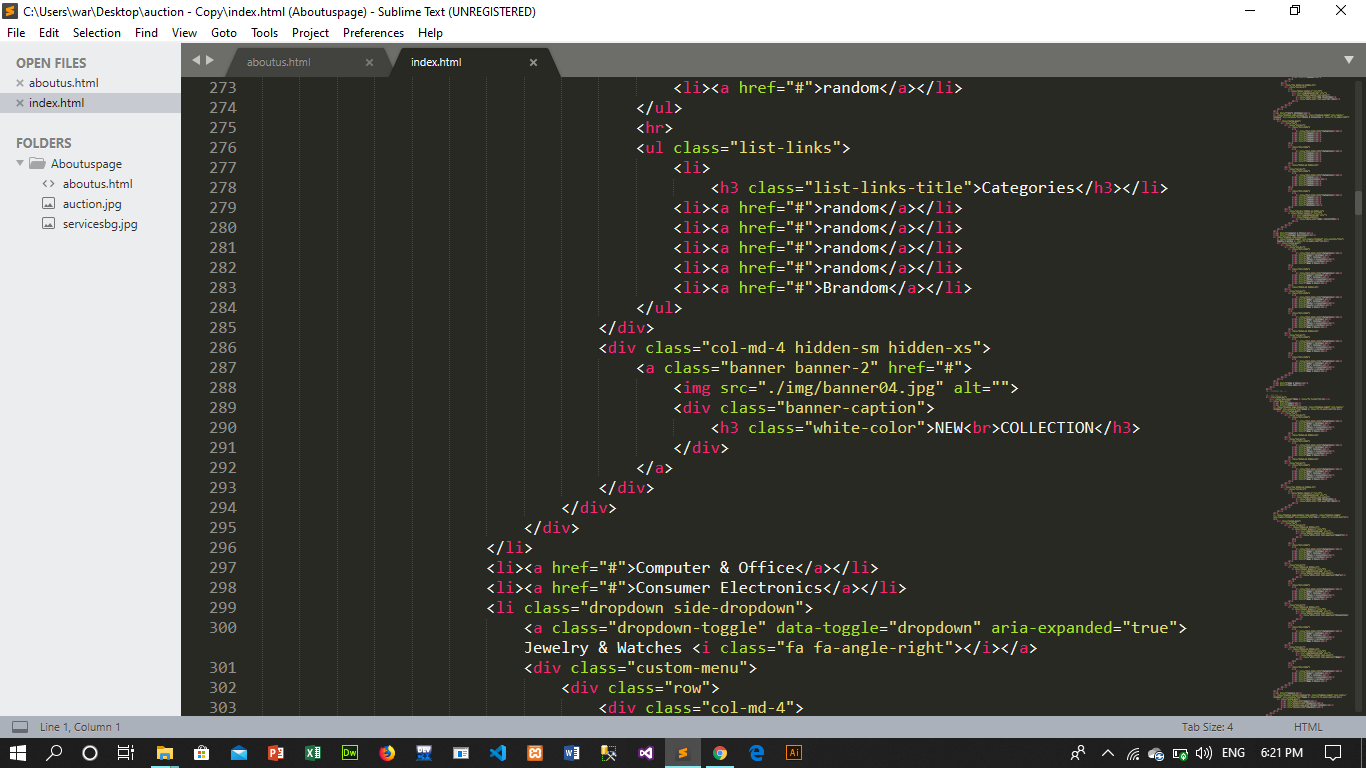 C:\Users\war\Desktop\auction - Copy\index.html (Aboutuspage) - Sublime Text (UNREGISTERED)
File Edit Selection Find View Goto Tools Project Preferences Help
OPEN FILES
aboutus.html
index.html
FOLDERS
Aboutuspage
aboutus.html
auction.jpg
servicesbg.jpg
aboutus.html index.html
273 <li><a href="#">random</a></li>
274 </ul>
275 <hr>
276 <ul class="list-links">
277 <li>
278 <h3 class="list-links-title">Categories</h3></li>
279 <li><a href="#">random</a></li>
280 <li><a href="#">random</a></li>
281 <li><a href="#">random</a></li>
282 <li><a href="#">random</a></li>
283 <li><a href="#">Brandom</a></li>
284 </ul>
285 </div>
286 <div class="col-md-4 hidden-sm hidden-xs">
287 <a class="banner banner-2" href="#">
288 <img src="./img/banner04.jpg" alt="">
289 <div class="banner-caption">
290 <h3 class="white-color">NEW<br>COLLECTION</h3>
291 </div>
292 </a>
293 </div>
294 </div>
295 </div>
296 </li>
297 <li><a href="#">Computer & Office</a></li>
298 <li><a href="#">Consumer Electronics</a></li>
299 <li class="dropdown side-dropdown">
300 <a class="dropdown-toggle" data-toggle="dropdown" aria-expanded="true">
Jewelry & Watches <i class="fa fa-angle-right"></i></a>
301 <div class="custom-menu">
302 <div class="row">
303 <div class="col-md-4">
Line 1, Column 1 Tab Size: 4 HTML
Dw DEV Ai ENG 6:21 PM